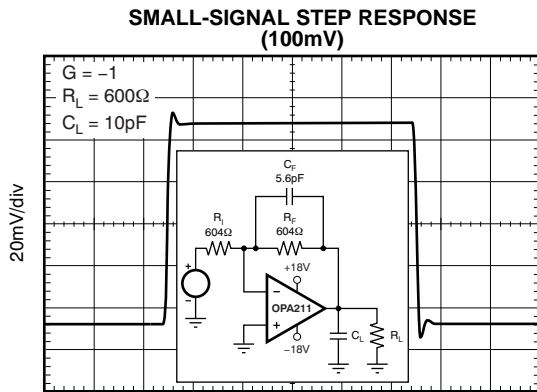 SMALL-SIGNAL STEP RESPONSE
(100mV)
G = −1
R_L = 600Ω
C_L = 10pF
20mV/div
C_F
5.6pF
R_I
604Ω
R_F
604Ω
+
−
+18V
−
OPA211
+
−18V
C_L
R_L